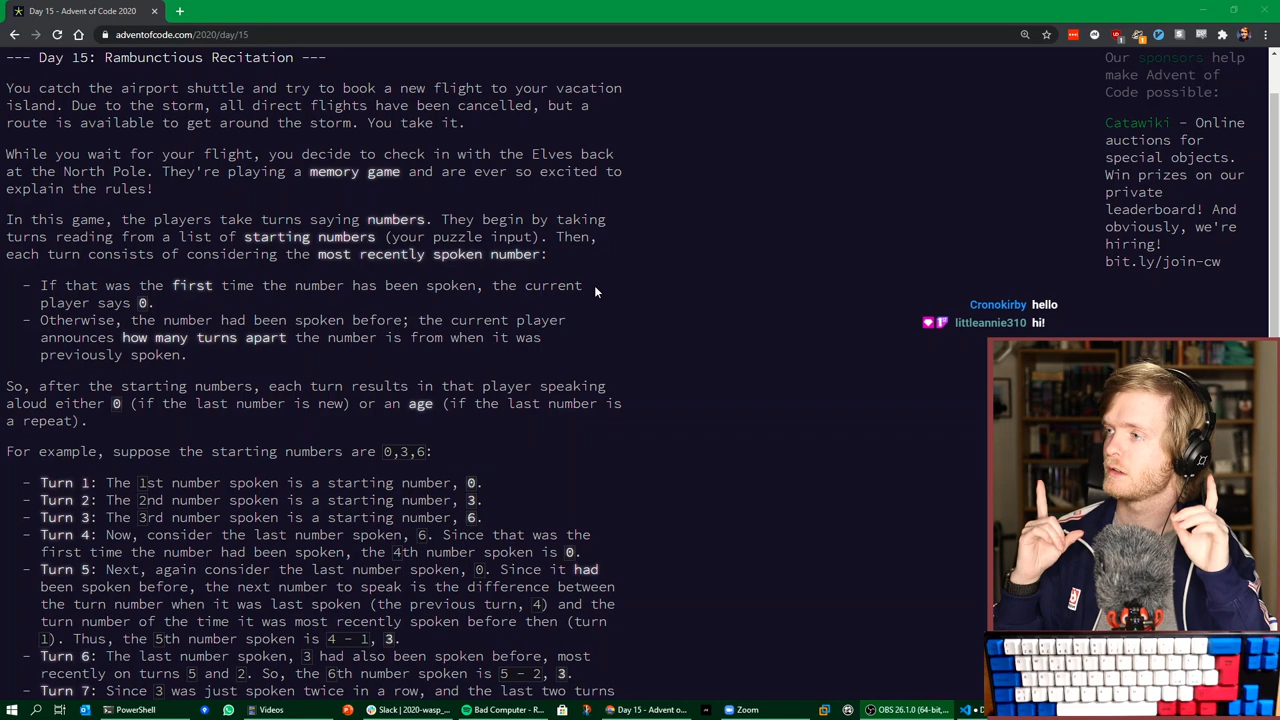 Day 15 - Advent of Code 2020
adventofcode.com/2020/day/15
--- Day 15: Rambunctious Recitation ---
You catch the airport shuttle and try to book a new flight to your vacation
island. Due to the storm, all direct flights have been cancelled, but a
route is available to get around the storm. You take it.
While you wait for your flight, you decide to check in with the Elves back
at the North Pole. They're playing a memory game and are ever so excited to
explain the rules!
In this game, the players take turns saying numbers. They begin by taking
turns reading from a list of starting numbers (your puzzle input). Then,
each turn consists of considering the most recently spoken number:
- If that was the first time the number has been spoken, the current
player says 0.
- Otherwise, the number had been spoken before; the current player
announces how many turns apart the number is from when it was
previously spoken.
So, after the starting numbers, each turn results in that player speaking
aloud either 0 (if the last number is new) or an age (if the last number is
a repeat).
For example, suppose the starting numbers are 0,3,6:
- Turn 1: The 1st number spoken is a starting number, 0.
- Turn 2: The 2nd number spoken is a starting number, 3.
- Turn 3: The 3rd number spoken is a starting number, 6.
- Turn 4: Now, consider the last number spoken, 6. Since that was the
first time the number had been spoken, the 4th number spoken is 0.
- Turn 5: Next, again consider the last number spoken, 0. Since it had
been spoken before, the next number to speak is the difference between
the turn number when it was last spoken (the previous turn, 4) and the
turn number of the time it was most recently spoken before then (turn
1). Thus, the 5th number spoken is 4 - 1, 3.
- Turn 6: The last number spoken, 3 had also been spoken before, most
recently on turns 5 and 2. So, the 6th number spoken is 5 - 2, 3.
- Turn 7: Since 3 was just spoken twice in a row, and the last two turns
Our sponsors help
make Advent of
Code possible:
Catawiki - Online
auctions for
special objects.
Win prizes on our
private
leaderboard! And
obviously, we're
hiring!
bit.ly/join-cw
Cronokirby hello
littleannie310 hi!
PowerShell
Videos
Slack | 2020-wasp_...
Bad Computer - R...
Day 15 - Advent o...
Zoom
OBS 26.1.0 (64-bit,...